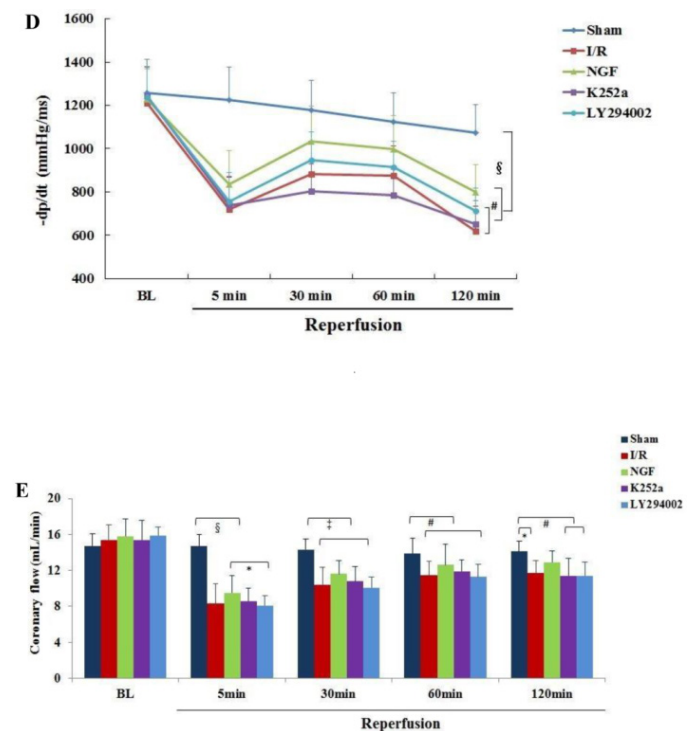 D
Sham
I/R
NGF
K252a
LY294002
-dp/dt (mmHg/ms)
1600
1400
1200
1000
800
600
400
§
#
BL 5 min 30 min 60 min 120 min
Reperfusion
E
Sham
I/R
NGF
K252a
LY294002
Coronary flow (mL/min)
20
16
12
8
4
0
§ ‡ # #
* *
BL 5min 30min 60min 120min
Reperfusion